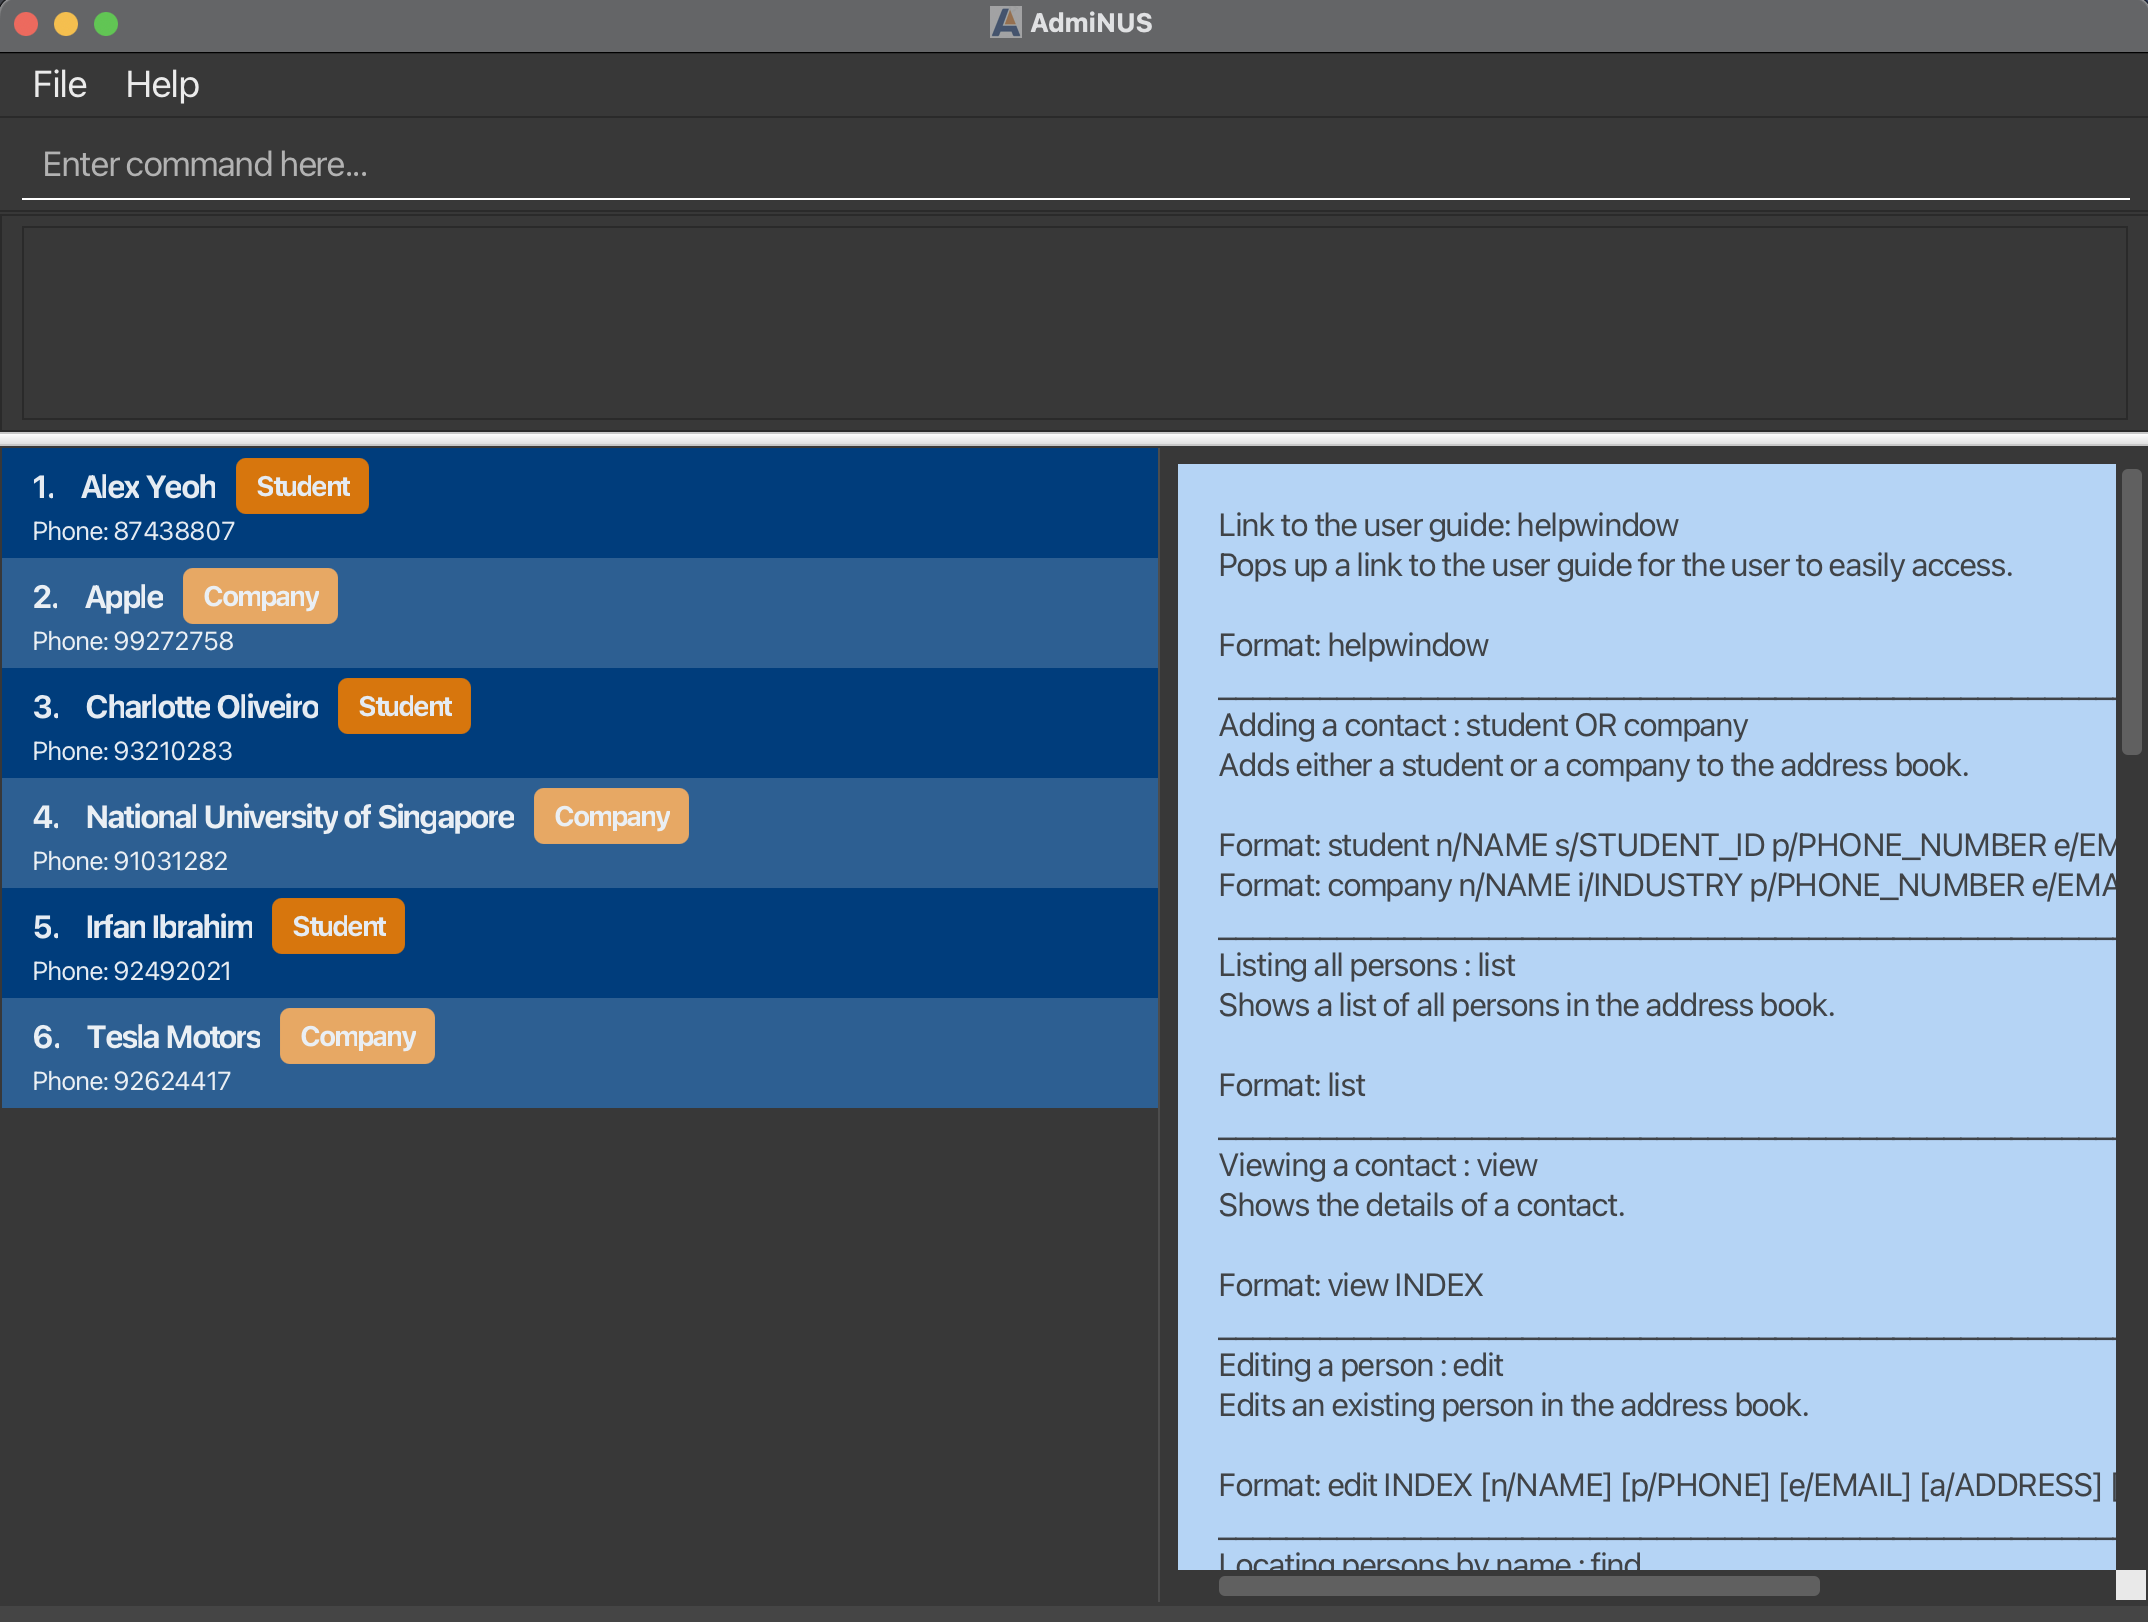 AdmiNUS
File Help
Enter command here...
1. Alex Yeoh Student
Phone: 87438807
2. Apple Company
Phone: 99272758
3. Charlotte Oliveiro Student
Phone: 93210283
4. National University of Singapore Company
Phone: 91031282
5. Irfan Ibrahim Student
Phone: 92492021
6. Tesla Motors Company
Phone: 92624417
Link to the user guide: helpwindow
Pops up a link to the user guide for the user to easily access.
Format: helpwindow
Adding a contact : student OR company
Adds either a student or a company to the address book.
Format: student n/NAME s/STUDENT_ID p/PHONE_NUMBER e/EM
Format: company n/NAME i/INDUSTRY p/PHONE_NUMBER e/EMA
Listing all persons : list
Shows a list of all persons in the address book.
Format: list
Viewing a contact : view
Shows the details of a contact.
Format: view INDEX
Editing a person : edit
Edits an existing person in the address book.
Format: edit INDEX [n/NAME] [p/PHONE] [e/EMAIL] [a/ADDRESS] [
Locating persons by name : find